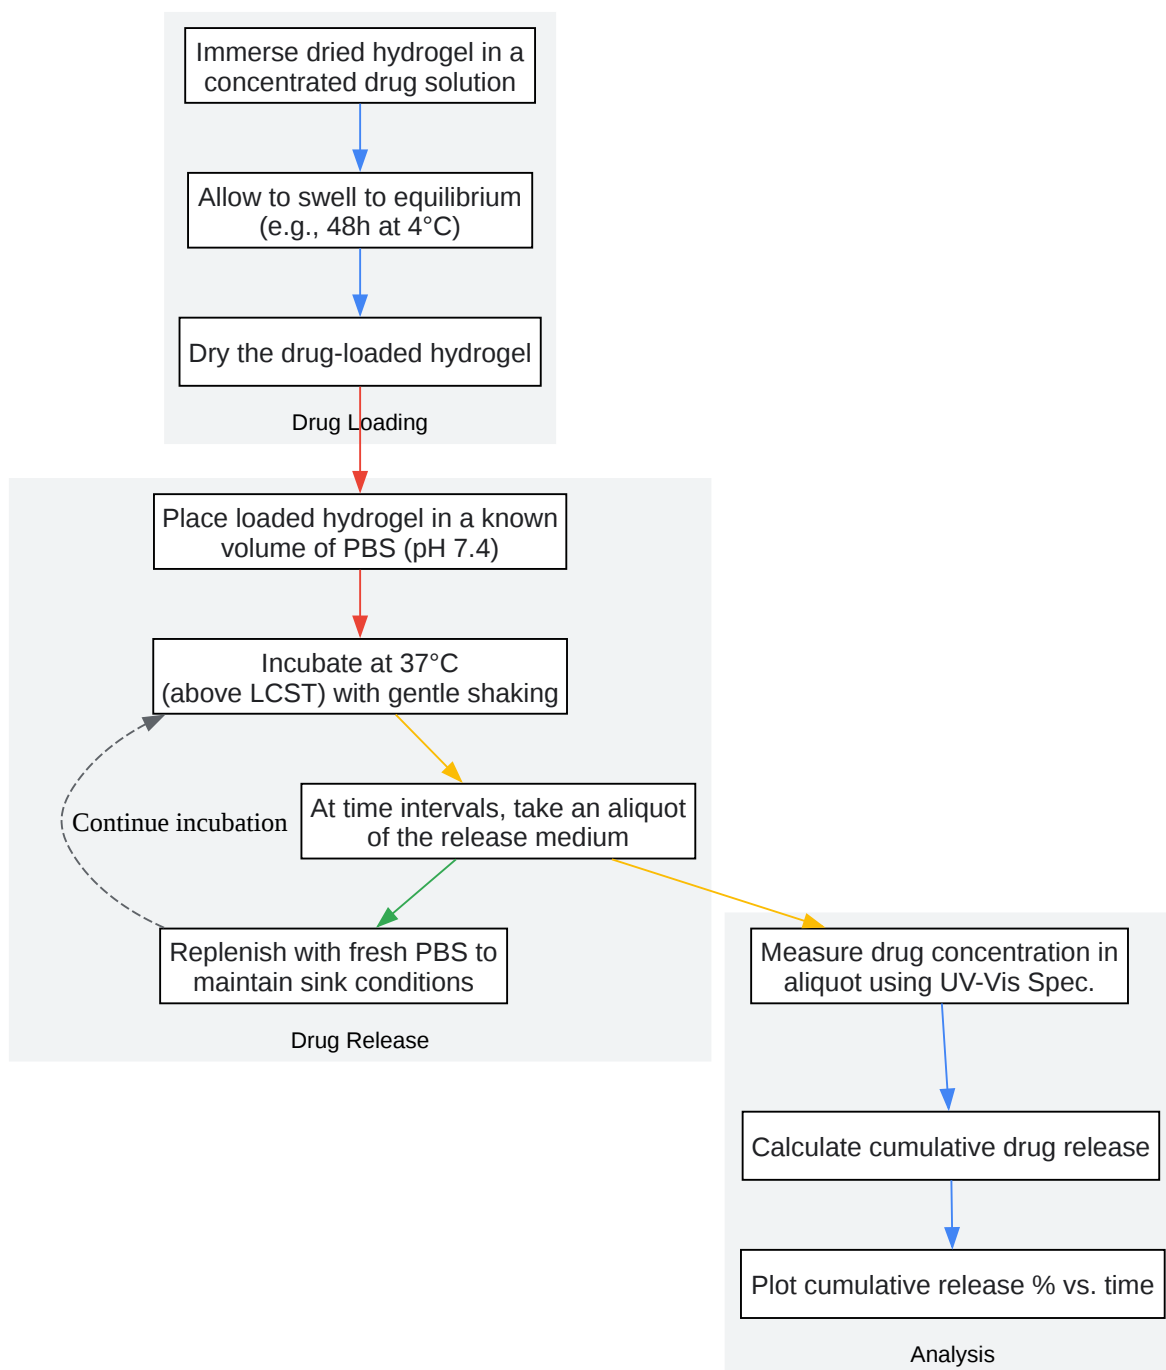 Immerse dried hydrogel in a
concentrated drug solution
Allow to swell to equilibrium
(e.g., 48h at 4°C)
Dry the drug-loaded hydrogel
Drug Loading
Place loaded hydrogel in a known
volume of PBS (pH 7.4)
Incubate at 37°C
(above LCST) with gentle shaking
At time intervals, take an aliquot
of the release medium
Continue incubation
Replenish with fresh PBS to
maintain sink conditions
Drug Release
Measure drug concentration in
aliquot using UV-Vis Spec.
Calculate cumulative drug release
Plot cumulative release % vs. time
Analysis